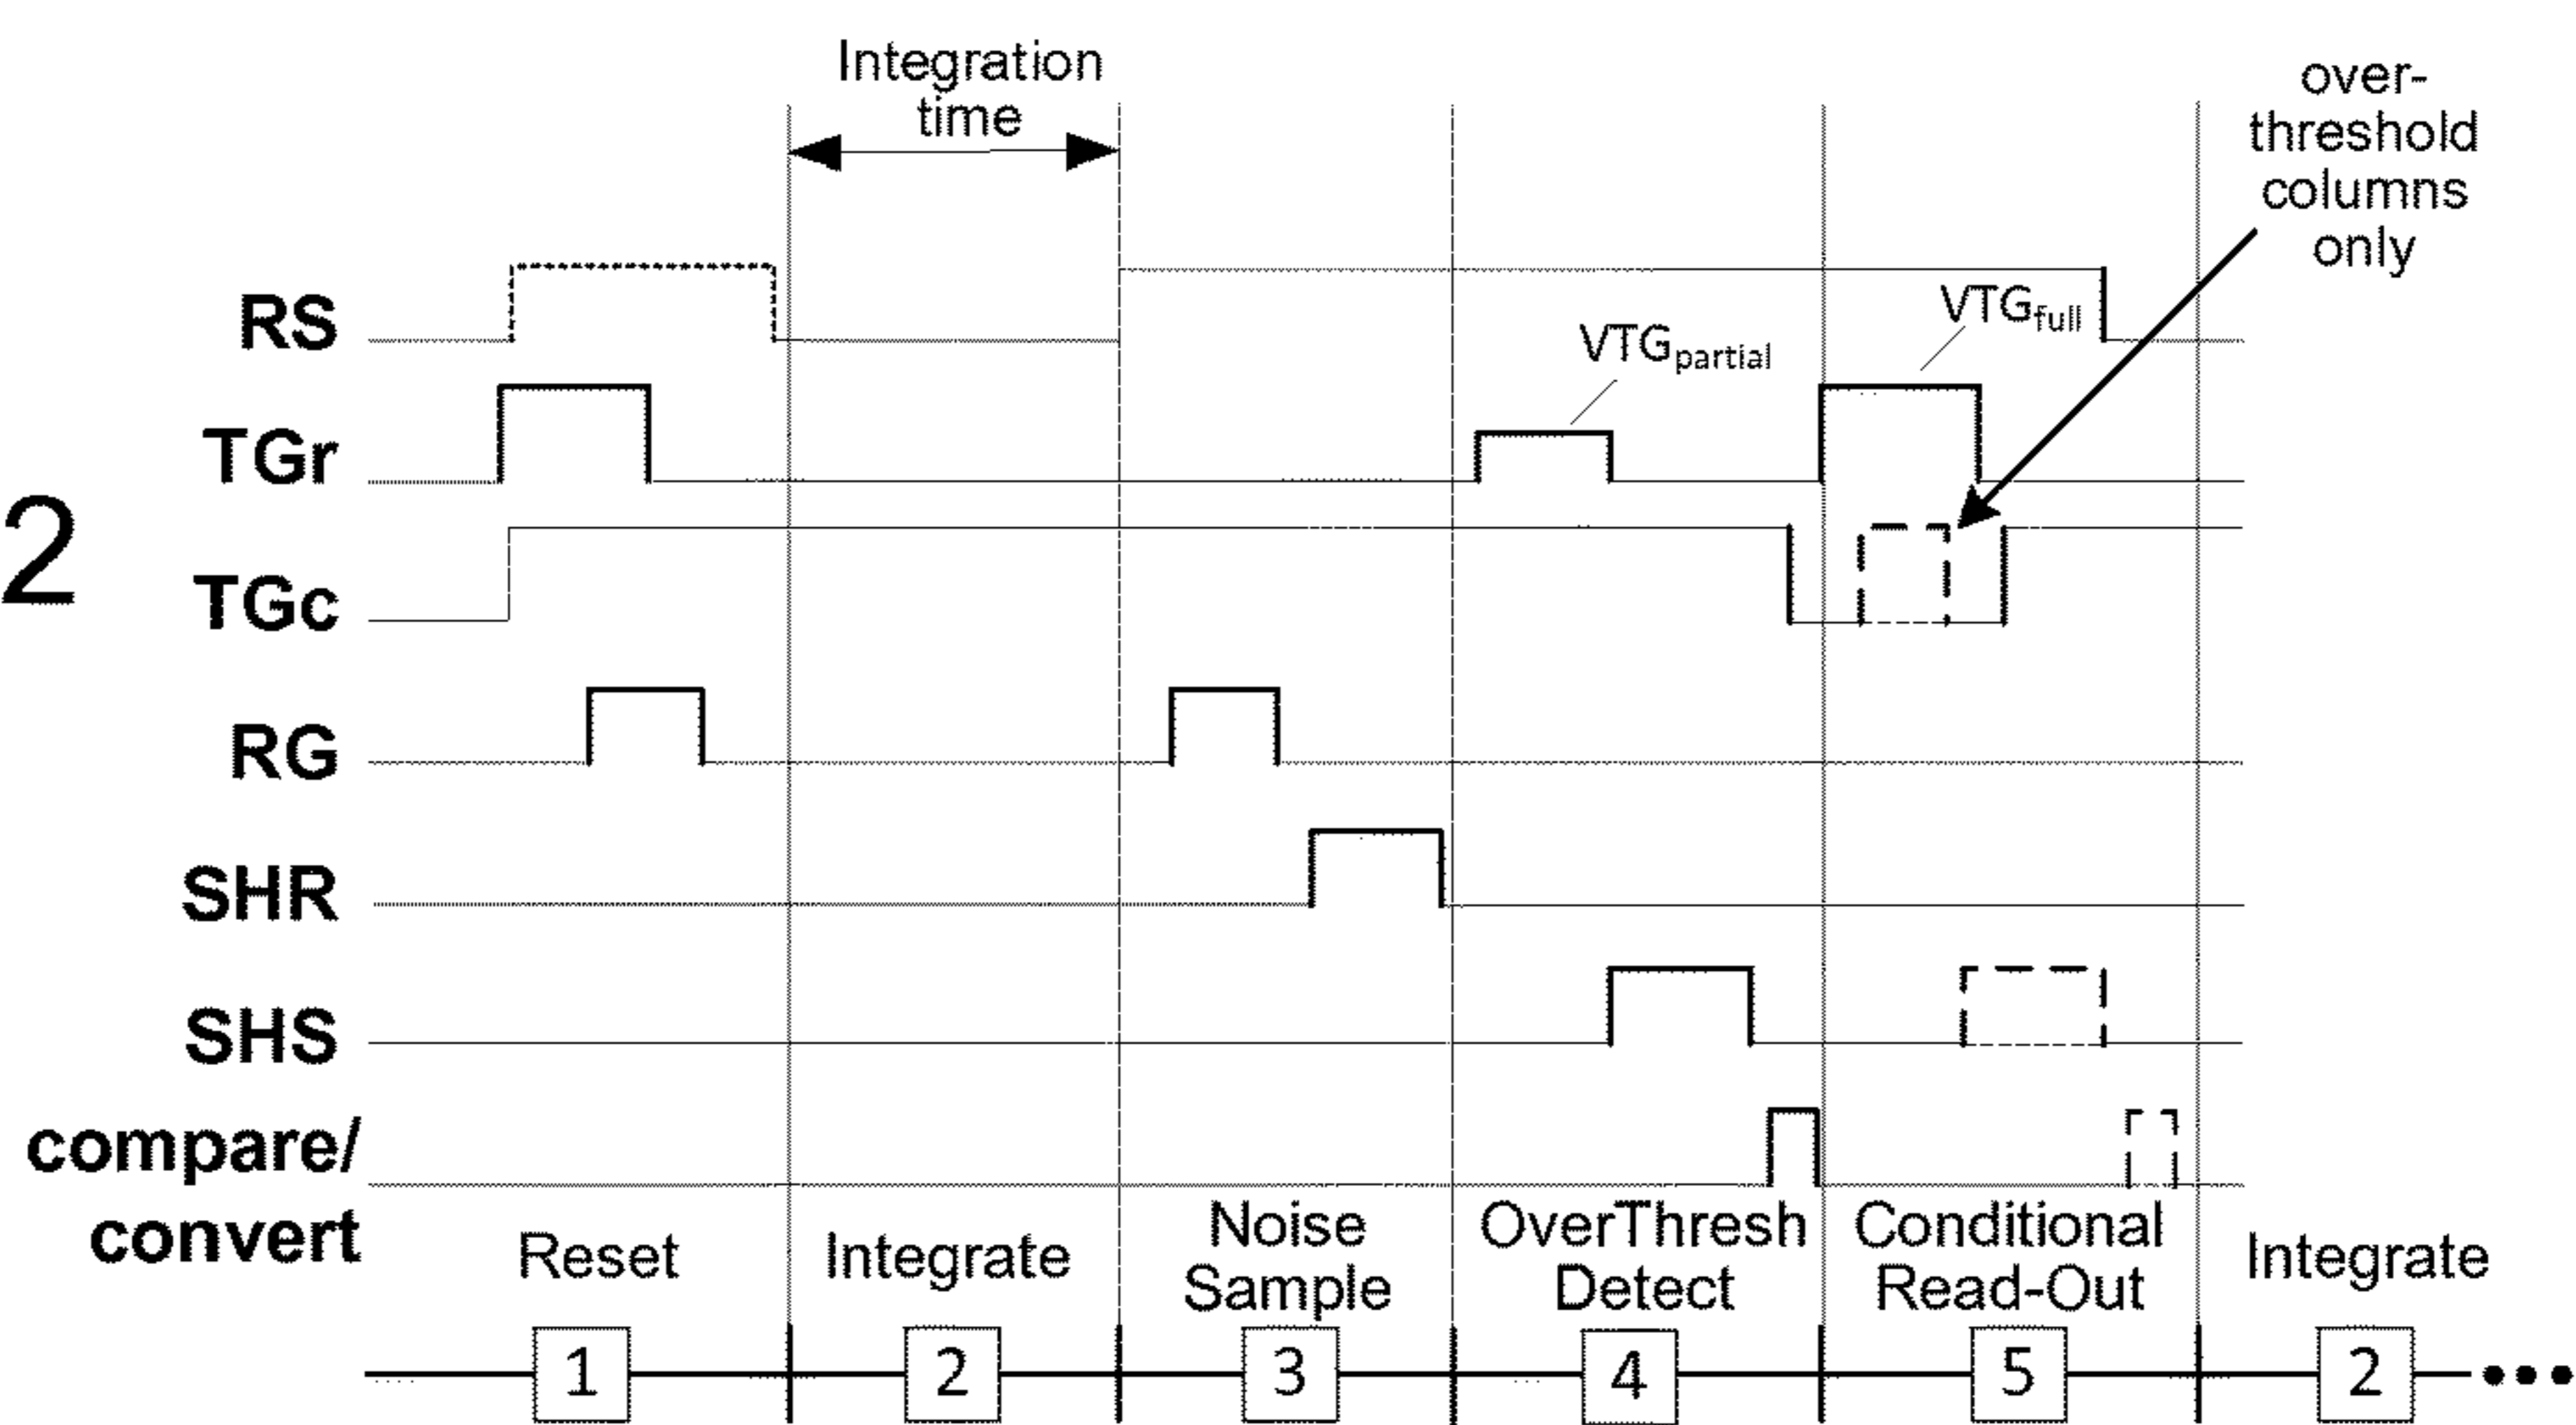 Integration
time
over-
threshold
columns
only
RS
VTGpartial
VTGfull
TGr
2
TGc
RG
SHR
SHS
compare/
convert
Reset
Integrate
Noise
Sample
OverThresh
Detect
Conditional
Read-Out
Integrate
1
2
3
4
5
2